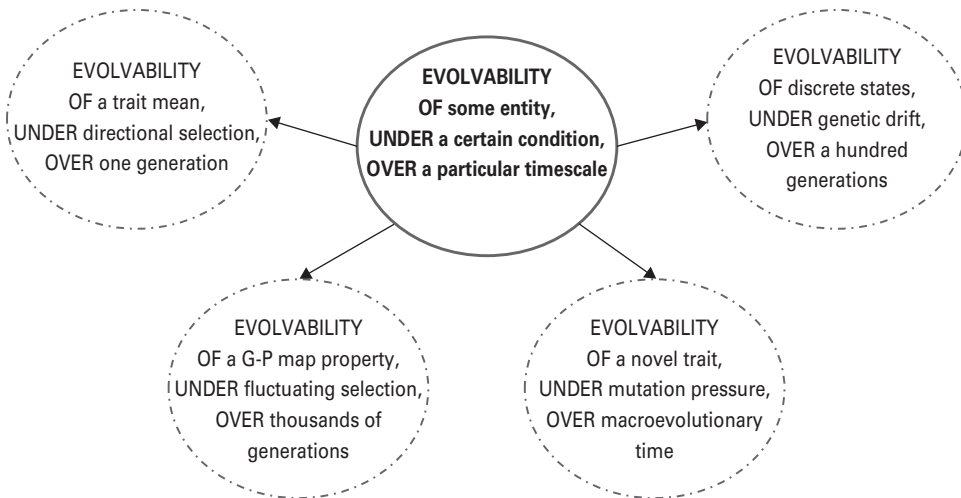 EVOLVABILITY
OF a trait mean,
UNDER directional selection,
OVER one generation
EVOLVABILITY
OF some entity,
UNDER a certain condition,
OVER a particular timescale
EVOLVABILITY
OF discrete states,
UNDER genetic drift,
OVER a hundred
generations
EVOLVABILITY
OF a G-P map property,
UNDER fluctuating selection,
OVER thousands of
generations
EVOLVABILITY
OF a novel trait,
UNDER mutation pressure,
OVER macroevolutionary
time